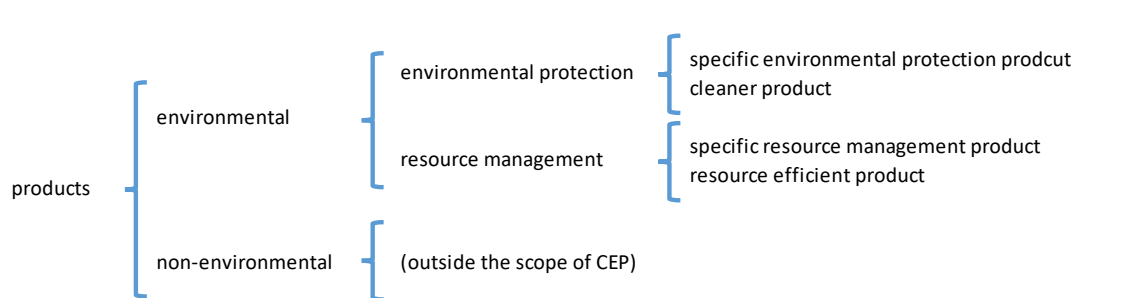 specific environmental protection prodcut
environmental protection
cleaner product
environmental
specific resource management product
resource management
resource efficient product
products
non-environmental
(outside the scope of CEP)